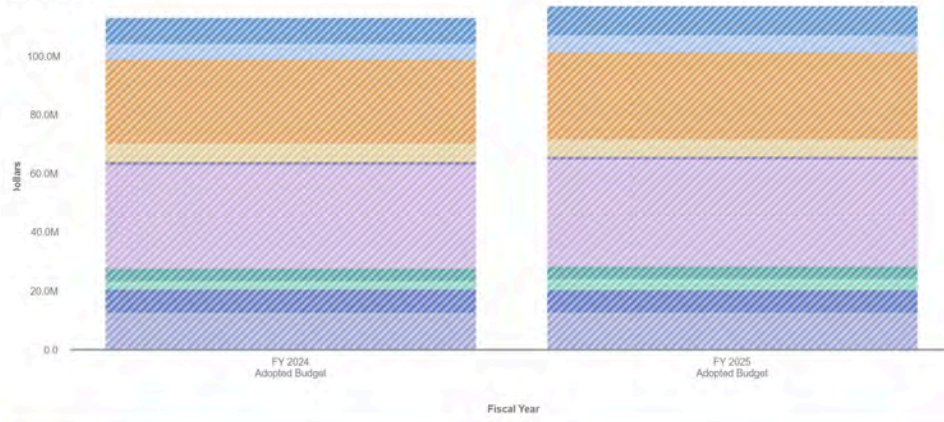 100.0M
80.0M
60.0M
40.0M
20.0M
0.0
Dollars
FY 2024
Adopted Budget
FY 2025
Adopted Budget
Fiscal Year